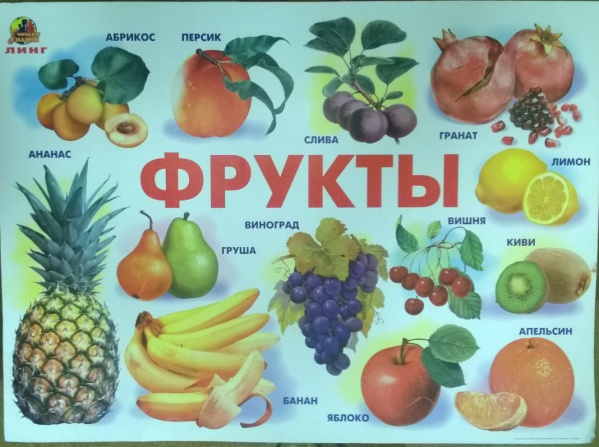 ЛИНГ
АБРИКОС
ПЕРСИК
СЛИВА
ГРАНАТ
АНАНАС
ФРУКТЫ
ЛИМОН
ГРУША
ВИНОГРАД
ВИШНЯ
КИВИ
БАНАН
ЯБЛОКО
АПЕЛЬСИН